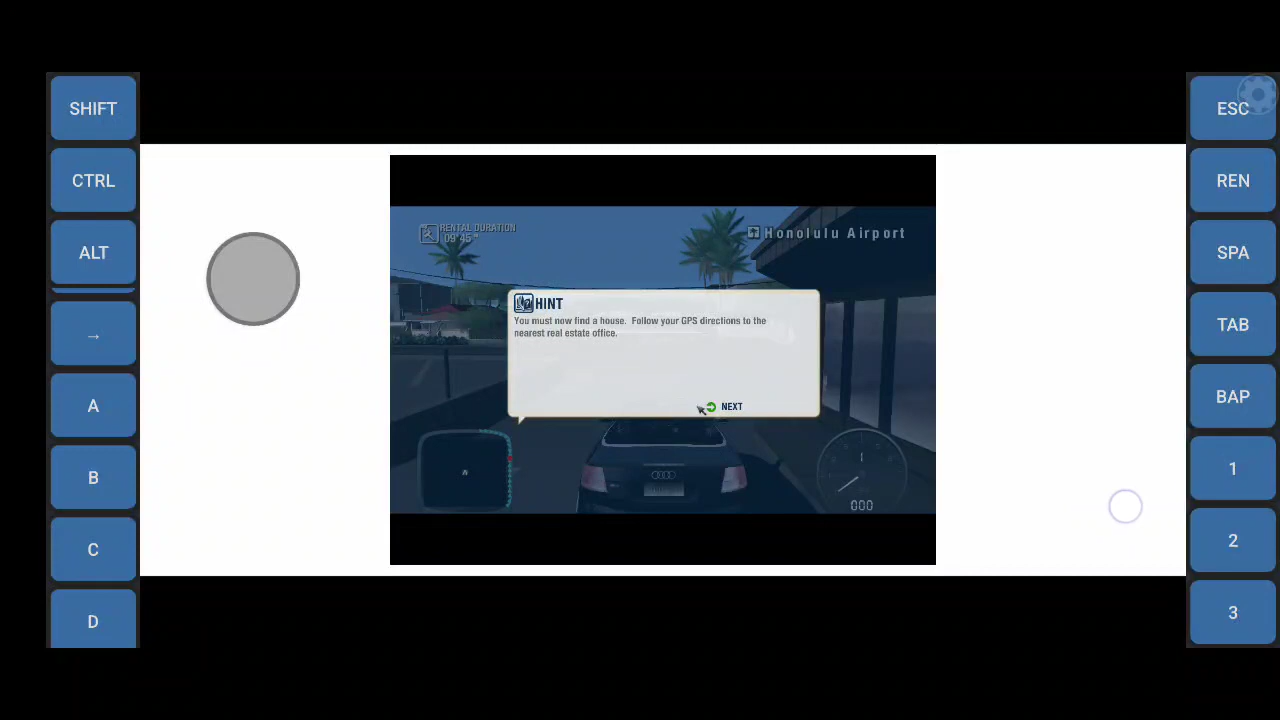 SHIFT
CTRL
ALT
→
A
B
C
D
RENTAL DURATION
09'45"
Honolulu Airport
HINT
You must now find a house. Follow your GPS directions to the
nearest real estate office.
NEXT
000
ESC
REN
SPA
TAB
BAP
1
2
3